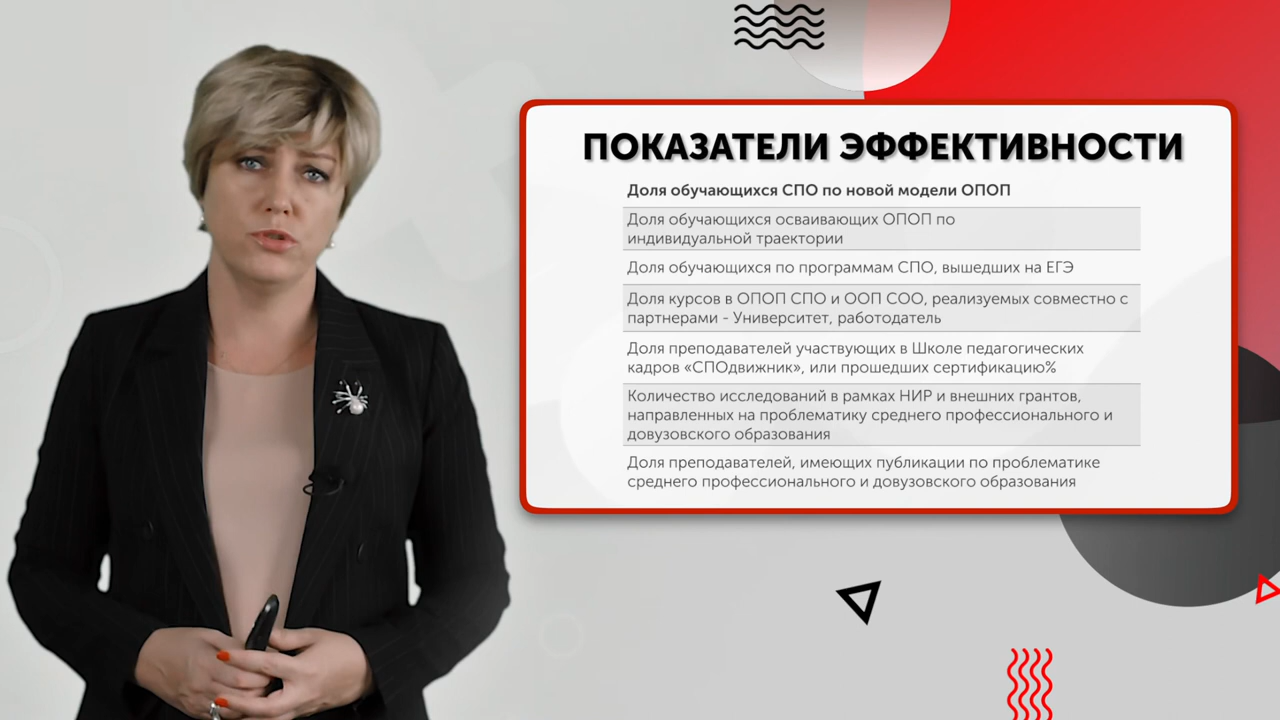 ПОКАЗАТЕЛИ ЭФФЕКТИВНОСТИ
Доля обучающихся СПО по новой модели ОПОП
Доля обучающихся осваивающих ОПОП по
индивидуальной траектории
Доля обучающихся по программам СПО, вышедших на ЕГЭ
Доля курсов в ОПОП СПО и ООП СОО, реализуемых совместно с
партнерами - Университет, работодатель
Доля преподавателей участвующих в Школе педагогических
кадров «СПОдвижник», или прошедших сертификацию%
Количество исследований в рамках НИР и внешних грантов,
направленных на проблематику среднего профессионального и
довузовского образования
Доля преподавателей, имеющих публикации по проблематике
среднего профессионального и довузовского образования